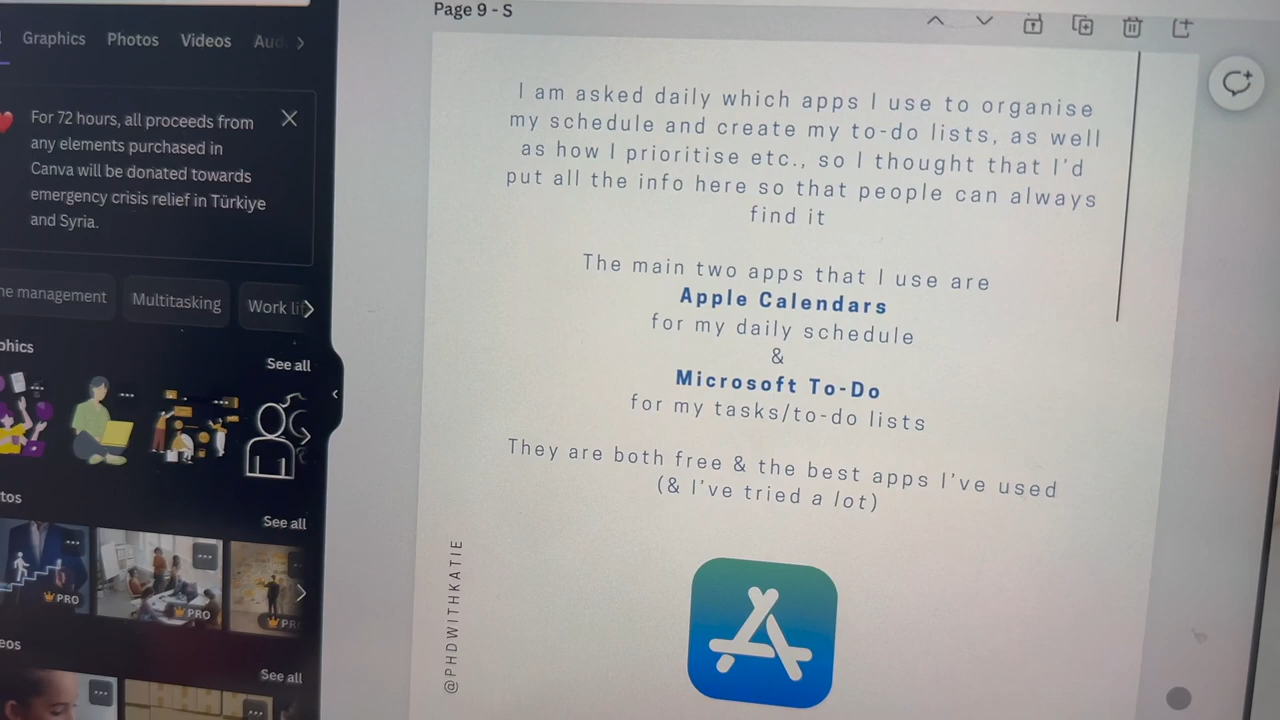 Page 9 - S
Graphics Photos Videos
For 72 hours, all proceeds from
any elements purchased in
Canva will be donated towards
emergency crisis relief in Türkiye
and Syria.
management Multitasking Work
See all
See all
PRO
PRO
See all
I am asked daily which apps I use to organise
my schedule and create my to-do lists, as well
as how I prioritise etc., so I thought that I'd
put all the info here so that people can always
find it
The main two apps that I use are
Apple Calendars
for my daily schedule
&
Microsoft To-Do
for my tasks/to-do lists
They are both free & the best apps I've used
(& I've tried a lot)
@PHDWITHKATIE